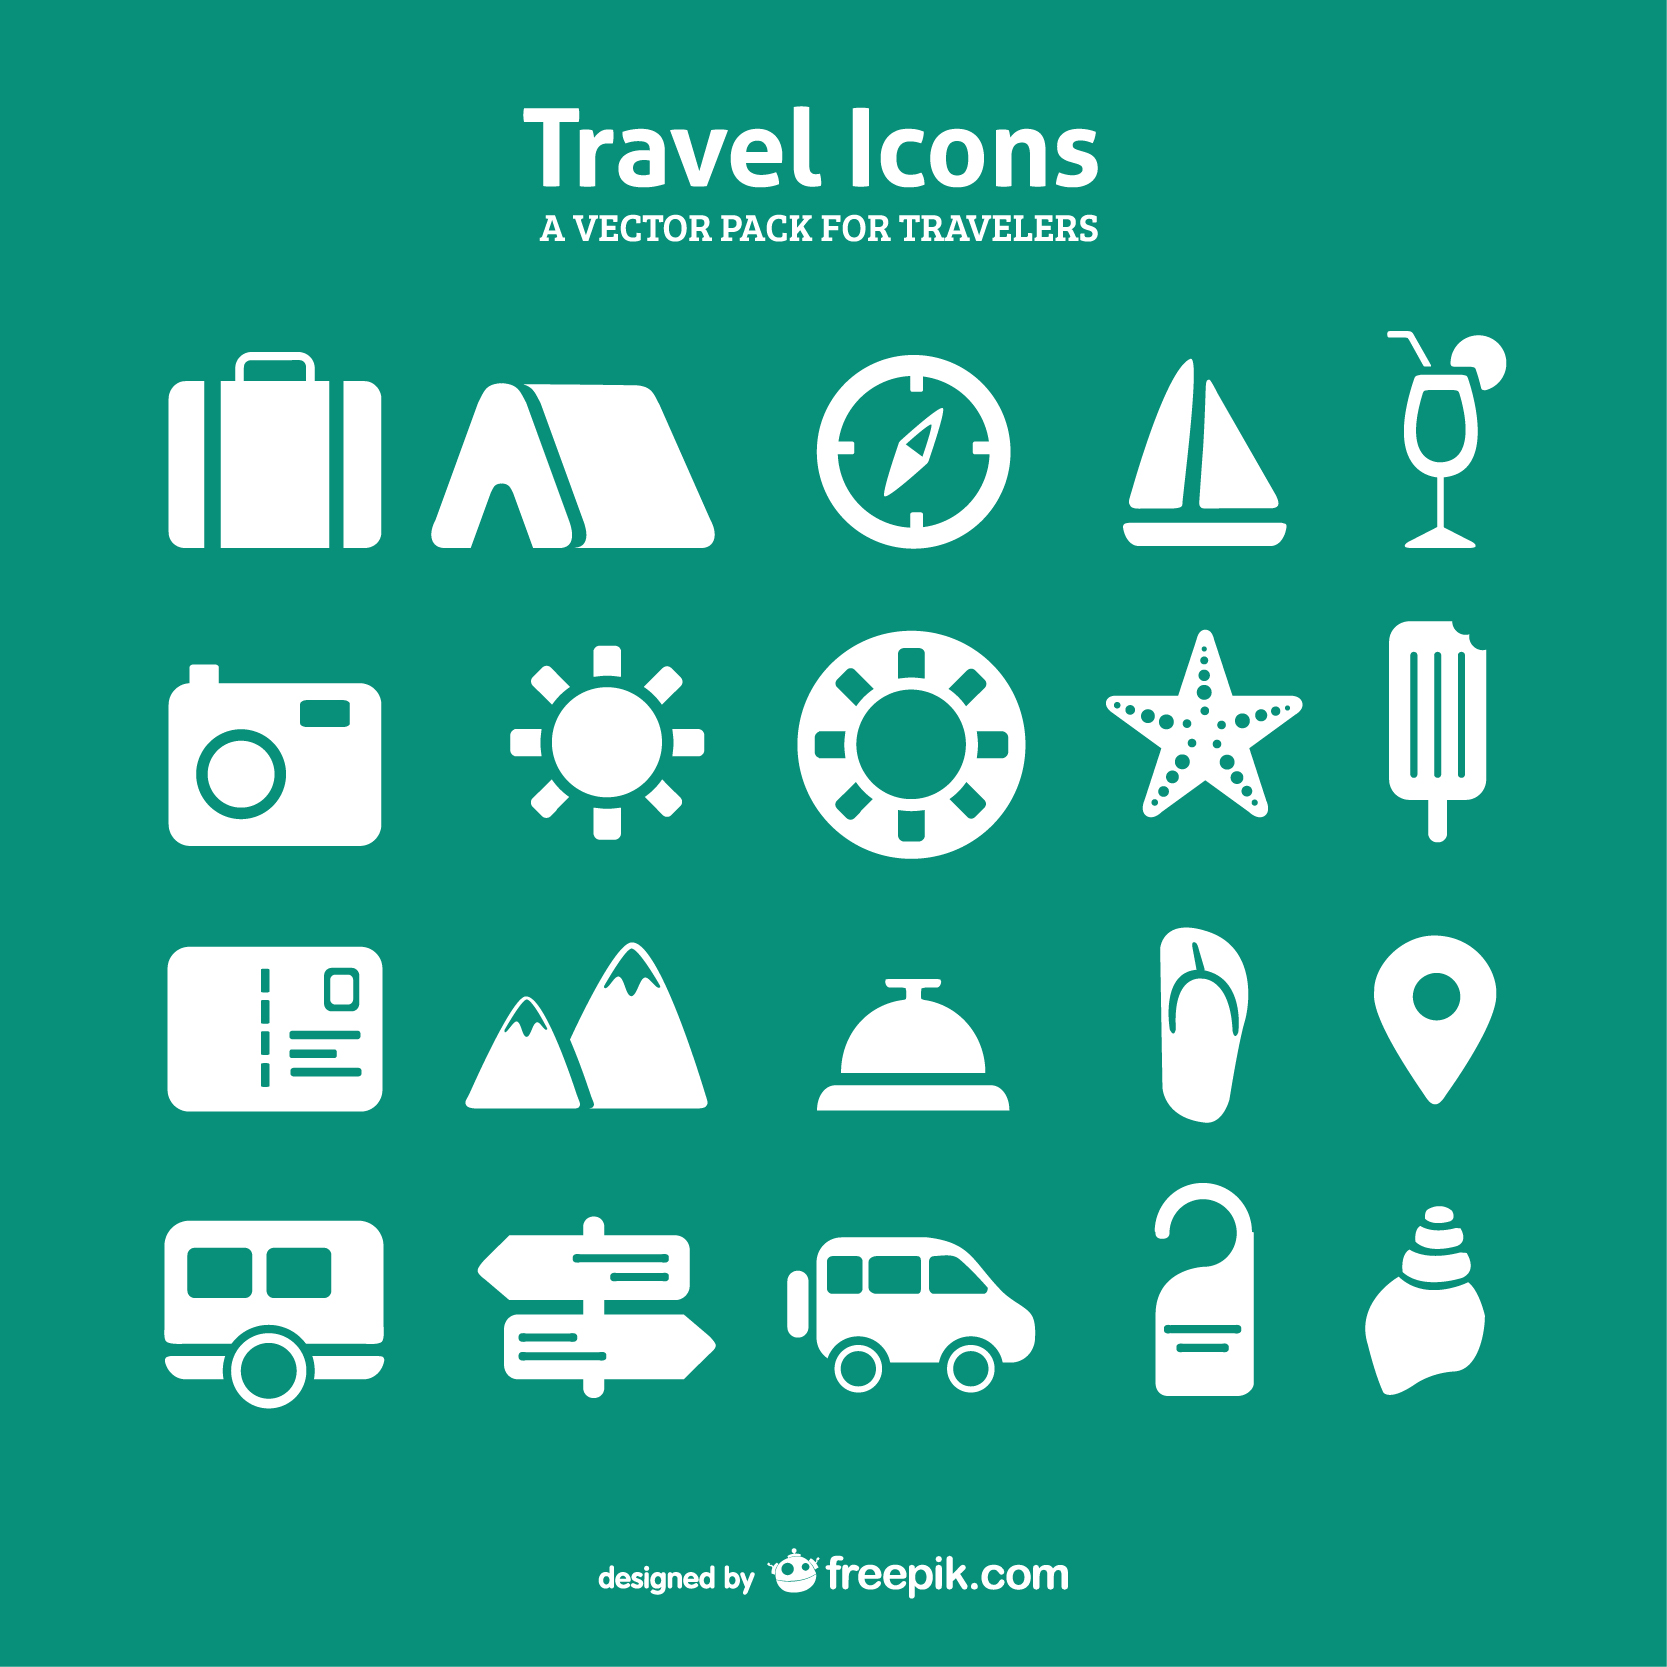 Travel Icons
A VECTOR PACK FOR TRAVELERS
designed by freepik.com